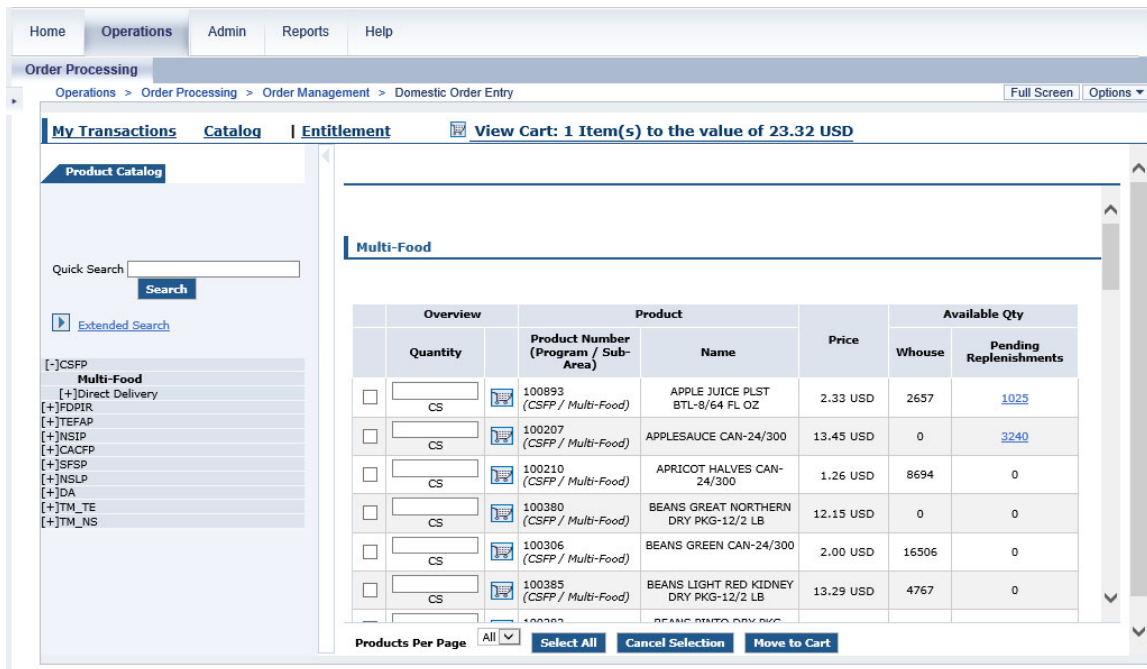 Home Operations Admin Reports Help
Order Processing
Operations > Order Processing > Order Management > Domestic Order Entry Full Screen Options
My Transactions Catalog | Entitlement View Cart: 1 Item(s) to the value of 23.32 USD
Product Catalog
Multi-Food
Quick Search
Search
Extended Search
[-]CSFP
Multi-Food
[+]Direct Delivery
[+]FDPIR
[+]TEFAP
[+]NSIP
[+]CACFP
[+]SFSP
[+]NSLP
[+]DA
[+]TM_TE
[+]TM_NS
Overview Product Price Available Qty
Quantity Product Number (Program / Sub-Area) Name Whouse Pending Replenishments
CS 100893 (CSFP / Multi-Food) APPLE JUICE PLST BTL-8/64 FL OZ 2.33 USD 2657 1025
CS 100207 (CSFP / Multi-Food) APPLESAUCE CAN-24/300 13.45 USD 0 3240
CS 100210 (CSFP / Multi-Food) APRICOT HALVES CAN-24/300 1.26 USD 8694 0
CS 100380 (CSFP / Multi-Food) BEANS GREAT NORTHERN DRY PKG-12/2 LB 12.15 USD 0 0
CS 100306 (CSFP / Multi-Food) BEANS GREEN CAN-24/300 2.00 USD 16506 0
CS 100385 (CSFP / Multi-Food) BEANS LIGHT RED KIDNEY DRY PKG-12/2 LB 13.29 USD 4767 0
Products Per Page All Select All Cancel Selection Move to Cart